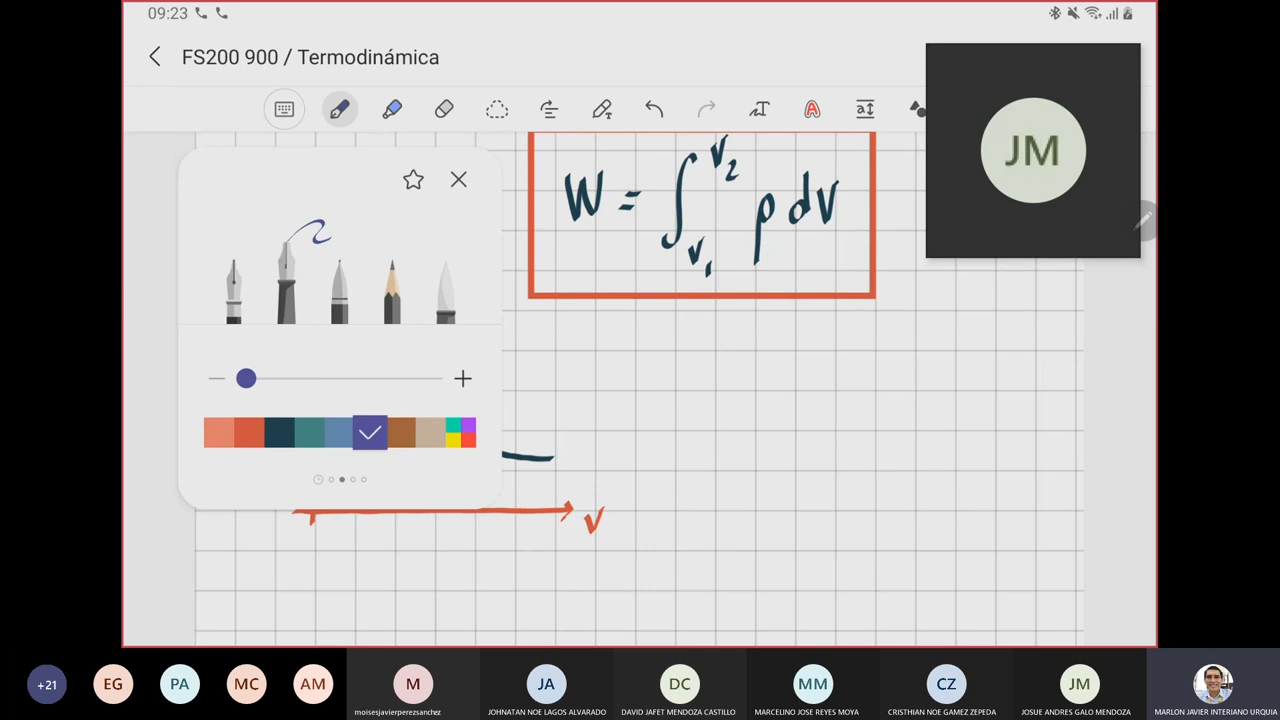 09:23
FS200 900 / Termodinámica
JM
W = ∫ V₁ V₂ p dV
V
+21
EG
PA
MC
AM
M
JA
DC
MM
CZ
JM
moisesjavierperezsanchez
JOHNATAN NOE LAGOS ALVARADO
DAVID JAFET MENDOZA CASTILLO
MARCELINO JOSE REYES MOYA
CRISTHIAN NOE GAMEZ ZEPEDA
JOSUE ANDRES GALO MENDOZA
MARLON JAVIER INTERIANO URQUIA